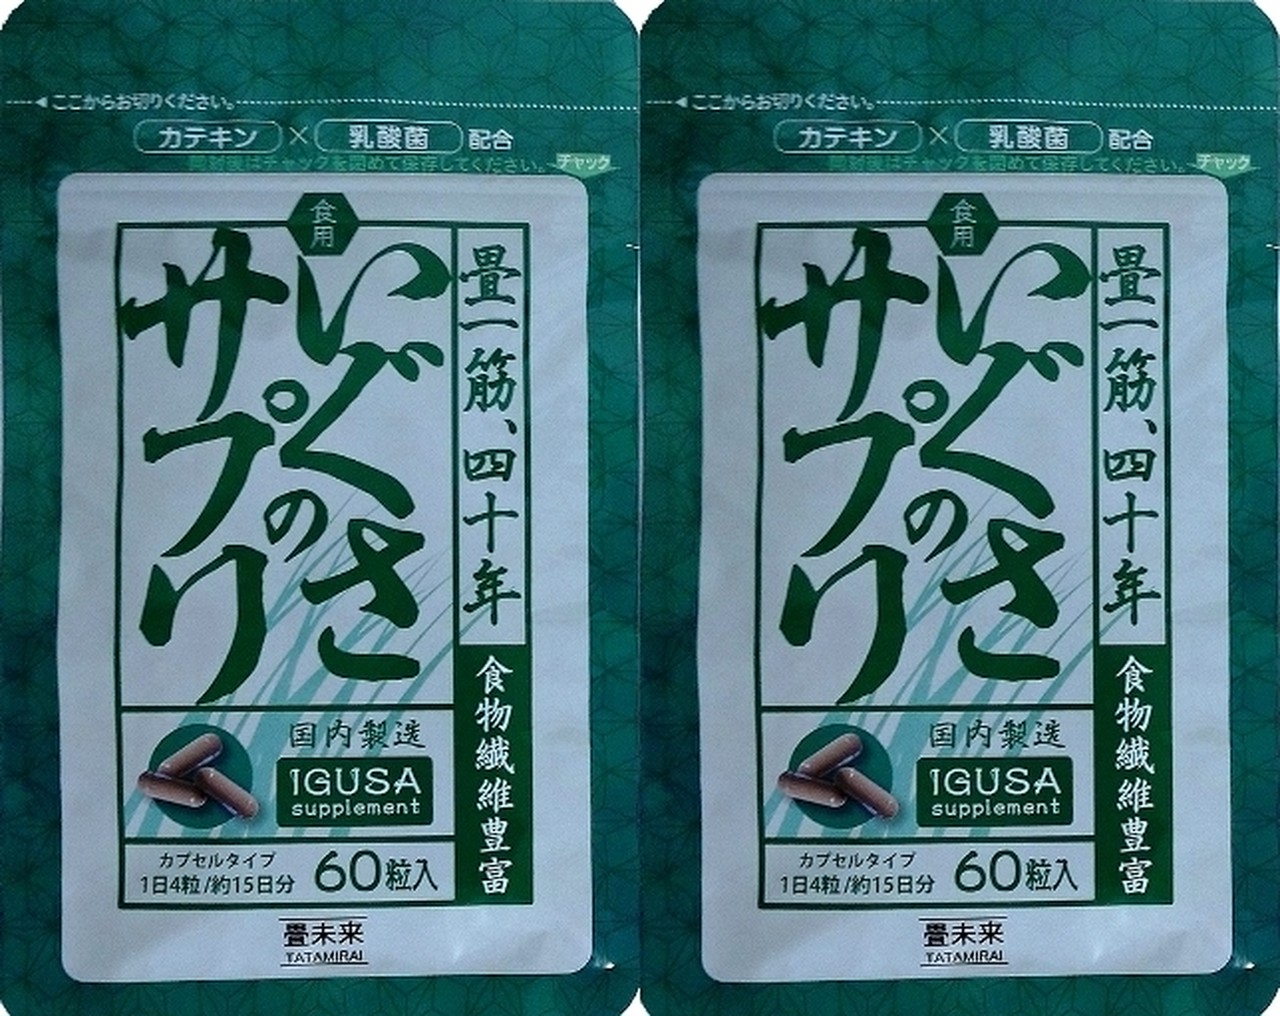 ここからお切りください。
カテキン×乳酸菌配合
開封後はチャックを閉めて保存してください。
チャック
食用
いぐさの
サプリ
畳一筋、四十年
食物繊維豊富
国内製造
IGUSA
supplement
カプセルタイプ
1日4粒/約15日分
60粒入
畳未来
TATAMIRAI
ここからお切りください。
カテキン×乳酸菌配合
開封後はチャックを閉めて保存してください。
チャック
食用
いぐさの
サプリ
畳一筋、四十年
食物繊維豊富
国内製造
IGUSA
supplement
カプセルタイプ
1日4粒/約15日分
60粒入
畳未来
TATAMIRAI